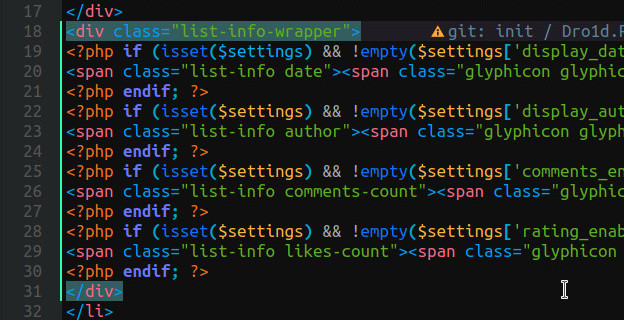 17 </div>
18 <div class="list-info-wrapper"> git: init / Dro1d.
19 <?php if (isset($settings) && !empty($settings['display_dat
20 <span class="list-info date"><span class="glyphicon glyphic
21 <?php endif; ?>
22 <?php if (isset($settings) && !empty($settings['display_aut
23 <span class="list-info author"><span class="glyphicon glyph
24 <?php endif; ?>
25 <?php if (isset($settings) && !empty($settings['comments_en
26 <span class="list-info comments-count"><span class="glyphic
27 <?php endif; ?>
28 <?php if (isset($settings) && !empty($settings['rating_enab
29 <span class="list-info likes-count"><span class="glyphicon
30 <?php endif; ?>
31 </div>
32 </li>